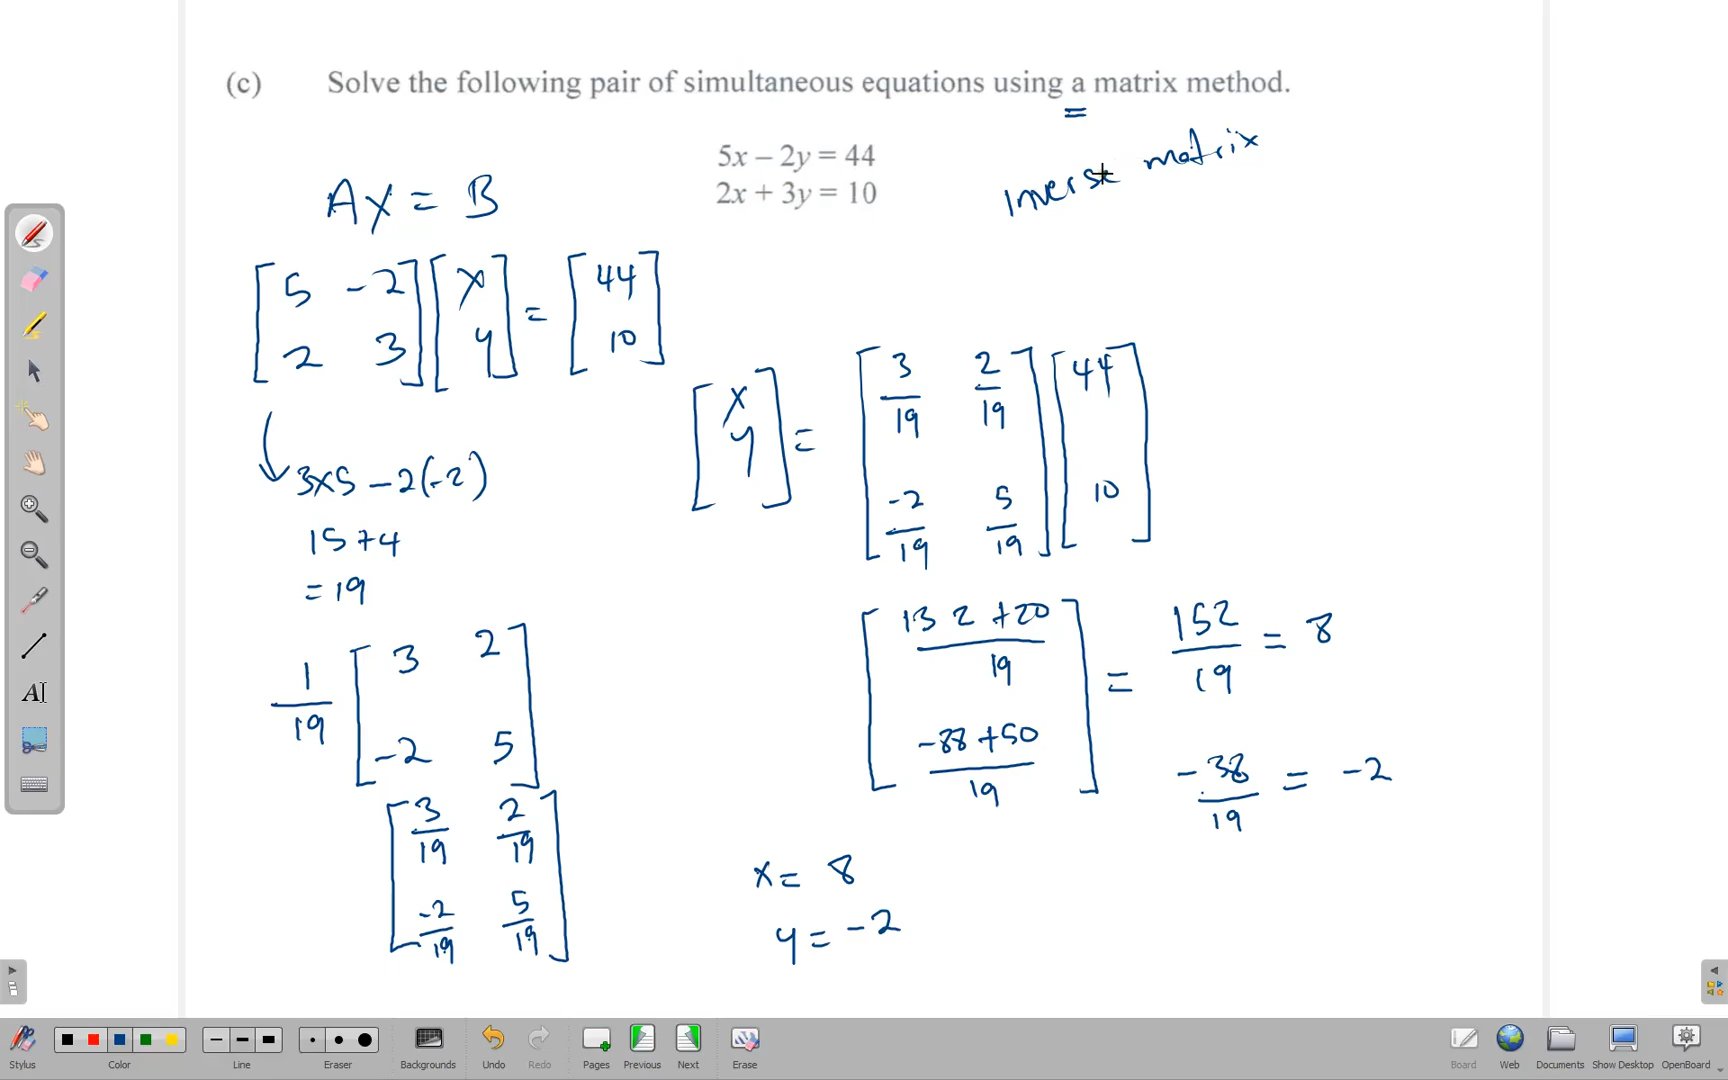 (c) Solve the following pair of simultaneous equations using a matrix method.
=
5x – 2y = 44
2x + 3y = 10
inverse matrix
AX = B
[5 -2] [x] = [44]
[2 3] [y] [10]
3x5 -2(-2)
15+4
= 19
1/19 [3 2]
[-2 5]
[3/19 2/19]
[-2/19 5/19]
[x] = [3/19 2/19] [44]
[y] [-2/19 5/19] [10]
[132+20/19] = 152/19 = 8
[-88+50/19] -38/19 = -2
x = 8
y = -2
A
Stylus Color Line Eraser Backgrounds Undo Redo Pages Previous Next Erase Board Web Documents Show Desktop OpenBoard